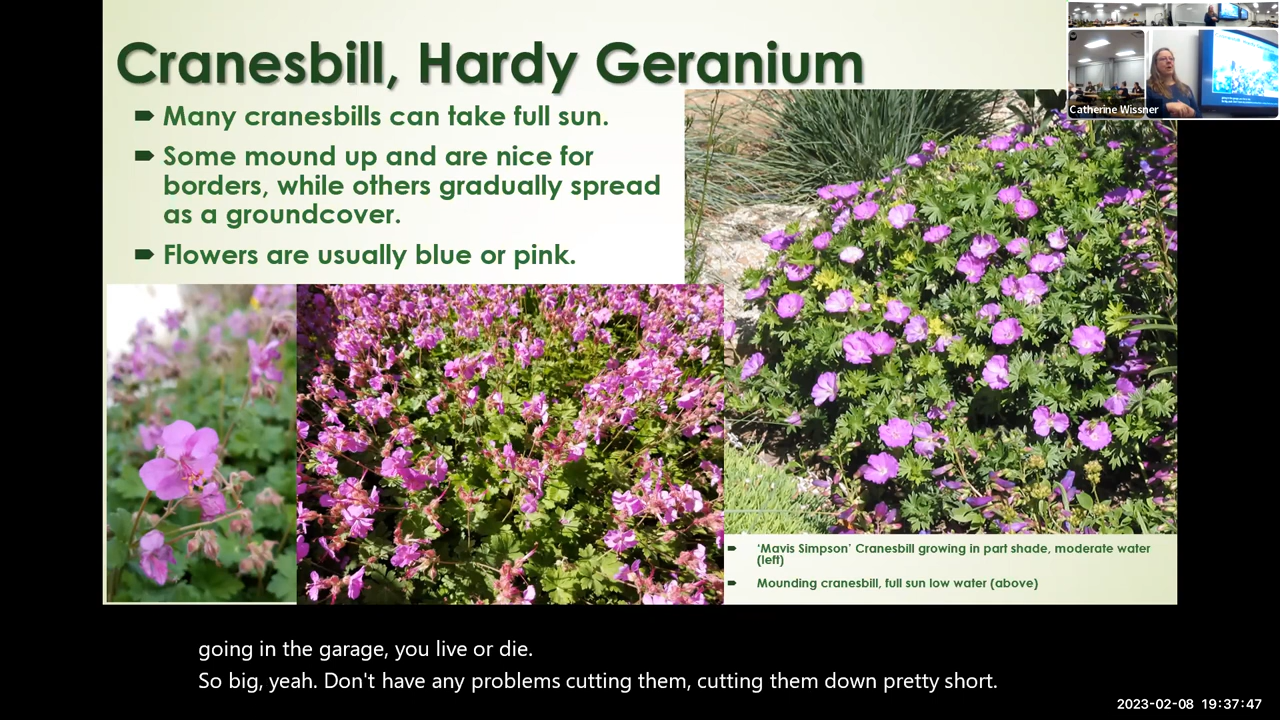 Cranesbill, Hardy Geranium
Many cranesbills can take full sun.
Some mound up and are nice for
borders, while others gradually spread
as a groundcover.
Flowers are usually blue or pink.
Catherine Wissner
‘Mavis Simpson’ Cranesbill growing in part shade, moderate water
(left)
Mounding cranesbill, full sun low water (above)
going in the garage, you live or die.
So big, yeah. Don't have any problems cutting them, cutting them down pretty short.
2023-02-08 19:37:47